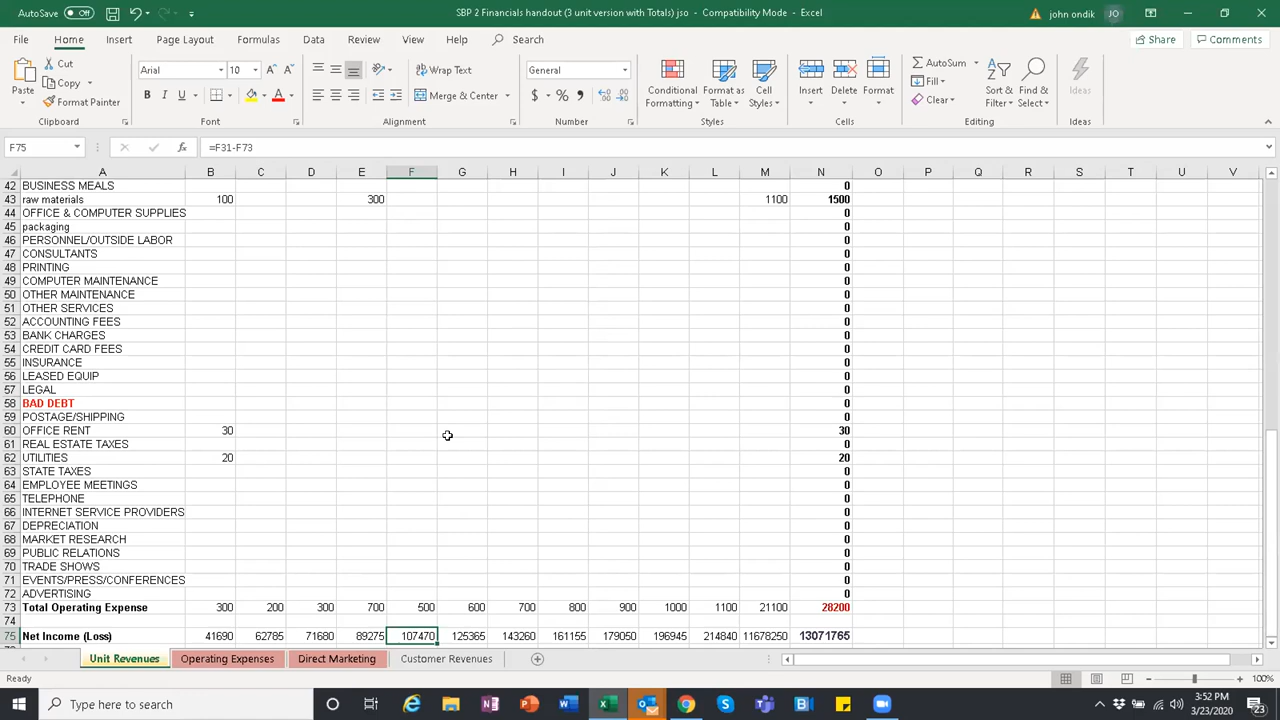 AutoSave Off SBP 2 Financials handout (3 unit version with Totals) jso - Compatibility Mode - Excel john ondik JO
File Home Insert Page Layout Formulas Data Review View Help Search Share Comments
Paste Cut Copy Format Painter Arial 10 A A Wrap Text General Conditional Formatting Format as Table Cell Styles Insert Delete Format AutoSum Fill Clear Sort & Filter Find & Select Ideas
B I U A Merge & Center $ % ,
Clipboard Font Alignment Number Styles Cells Editing Ideas
F75 fx =F31-F73
A B C D E F G H I J K L M N O P Q R S T U V
42 BUSINESS MEALS 0
43 raw materials 100 300 1100 1500
44 OFFICE & COMPUTER SUPPLIES 0
45 packaging 0
46 PERSONNEL/OUTSIDE LABOR 0
47 CONSULTANTS 0
48 PRINTING 0
49 COMPUTER MAINTENANCE 0
50 OTHER MAINTENANCE 0
51 OTHER SERVICES 0
52 ACCOUNTING FEES 0
53 BANK CHARGES 0
54 CREDIT CARD FEES 0
55 INSURANCE 0
56 LEASED EQUIP 0
57 LEGAL 0
58 BAD DEBT 0
59 POSTAGE/SHIPPING 0
60 OFFICE RENT 30 30
61 REAL ESTATE TAXES 0
62 UTILITIES 20 20
63 STATE TAXES 0
64 EMPLOYEE MEETINGS 0
65 TELEPHONE 0
66 INTERNET SERVICE PROVIDERS 0
67 DEPRECIATION 0
68 MARKET RESEARCH 0
69 PUBLIC RELATIONS 0
70 TRADE SHOWS 0
71 EVENTS/PRESS/CONFERENCES 0
72 ADVERTISING 0
73 Total Operating Expense 300 200 300 700 500 600 700 800 900 1000 1100 21100 28200
74
75 Net Income (Loss) 41690 62785 71680 89275 107470 125365 143260 161155 179050 196945 214840 11678250 13071765
Unit Revenues Operating Expenses Direct Marketing Customer Revenues
Ready 100%
Type here to search 3:52 PM
3/23/2020 23